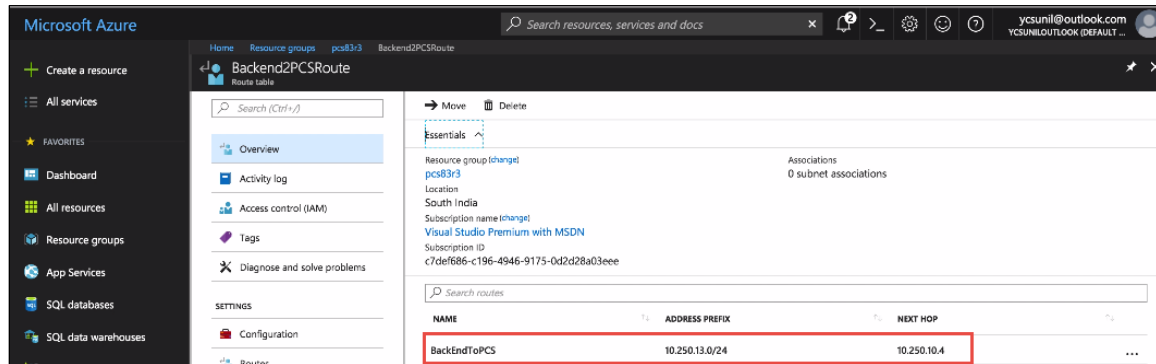 Microsoft Azure
Search resources, services and docs
2
ycsunil@outlook.com
YCSUNILOUTLOOK (DEFAULT ...
Home Resource groups pcs83r3 Backend2PCSRoute
Create a resource
All services
FAVORITES
Dashboard
All resources
Resource groups
App Services
SQL databases
SQL data warehouses
Backend2PCSRoute
Route table
Search (Ctrl+/)
Overview
Activity log
Access control (IAM)
Tags
Diagnose and solve problems
SETTINGS
Configuration
Routes
Move Delete
Essentials
Resource group (change)
pcs83r3
Location
South India
Subscription name (change)
Visual Studio Premium with MSDN
Subscription ID
c7def686-c196-4946-9175-0d2d28a03eee
Associations
0 subnet associations
Search routes
NAME ADDRESS PREFIX NEXT HOP
BackEndToPCS 10.250.13.0/24 10.250.10.4 ...